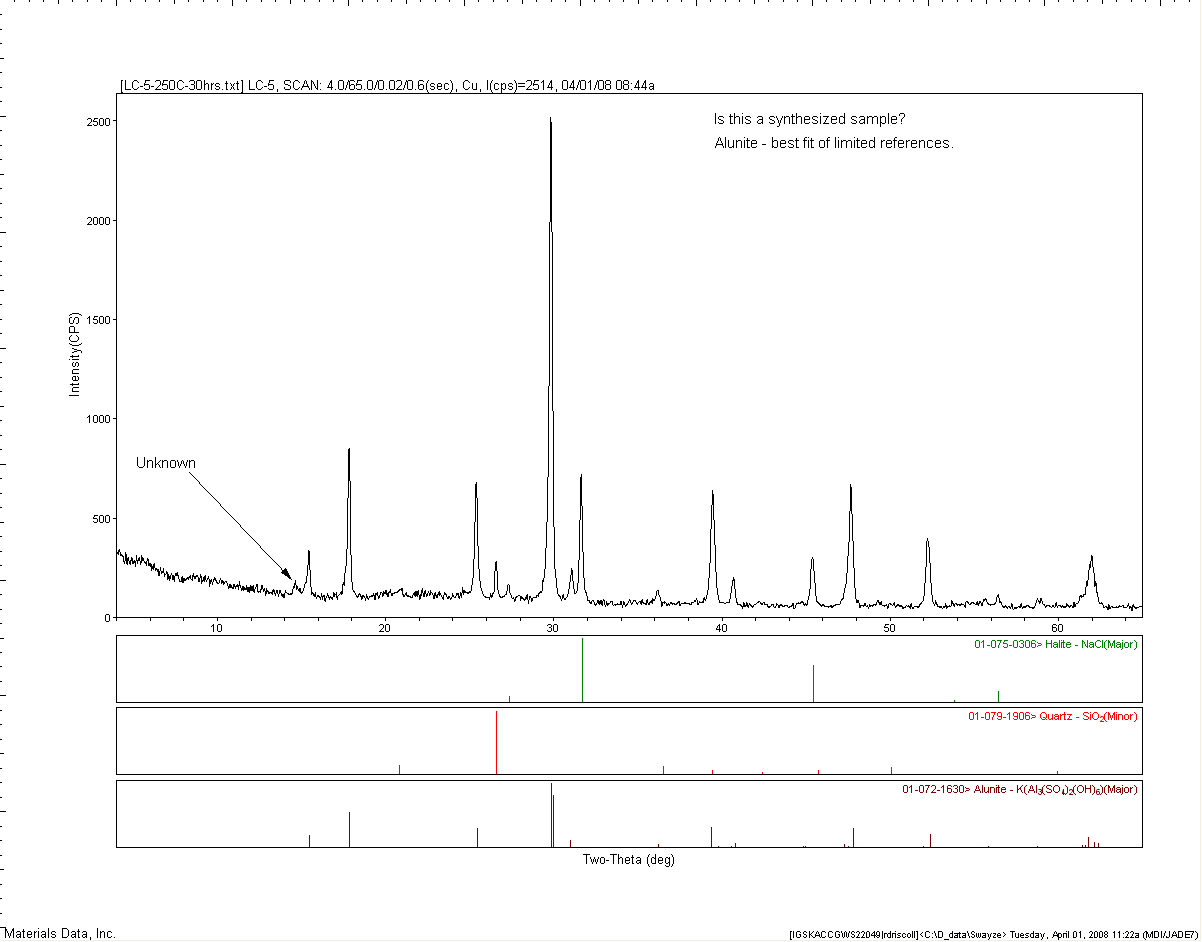 [LC-5-250C-30hrs.txt] LC-5, SCAN: 4.0/65.0/0.02/0.6(sec), Cu, I(cps)=2514, 04/01/08 08:44a
Is this a synthesized sample?
Alunite - best fit of limited references.
2500
2000
1500
1000
500
0
Intensity(CPS)
Unknown
10 20 30 40 50 60
01-075-0306> Halite - NaCl(Major)
01-079-1906> Quartz - SiO2(Minor)
01-072-1630> Alunite - K(Al3(SO4)2(OH)6)(Major)
Two-Theta (deg)
Materials Data, Inc.
[IGSKACCGWS22049|rdriscoll]<C:\D_data\Swayze> Tuesday, April 01, 2008 11:22a (MDI/JADE7)